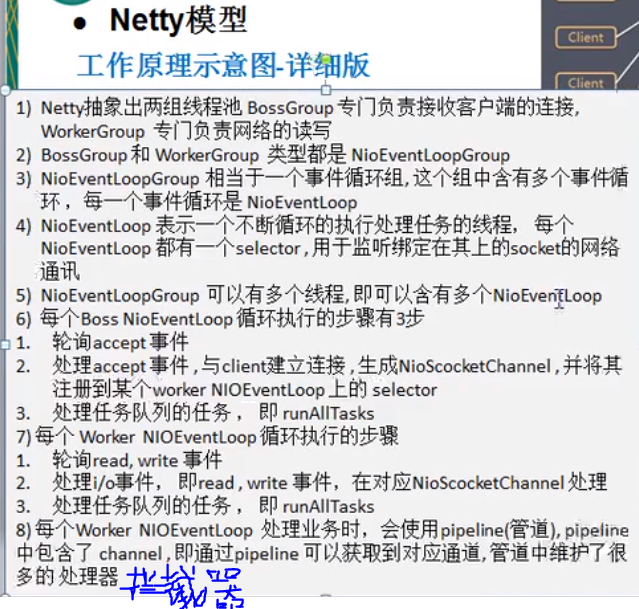 ● Netty模型
Client
工作原理示意图-详细版
Client
1) Netty抽象出两组线程池 BossGroup 专门负责接收客户端的连接,
WorkerGroup 专门负责网络的读写
2) BossGroup 和 WorkerGroup 类型都是 NioEventLoopGroup
3) NioEventLoopGroup 相当于一个事件循环组, 这个组中含有多个事件循
环 ，每一个事件循环是 NioEventLoop
4) NioEventLoop 表示一个不断循环的执行处理任务的线程， 每个
NioEventLoop 都有一个selector , 用于监听绑定在其上的socket的网络
通讯
5) NioEventLoopGroup 可以有多个线程, 即可以含有多个NioEventLoop
6) 每个Boss NioEventLoop 循环执行的步骤有3步
1. 轮询accept 事件
2. 处理accept 事件 , 与client建立连接 , 生成NioScocketChannel , 并将其
注册到某个worker NIOEventLoop 上的 selector
3. 处理任务队列的任务 ， 即 runAllTasks
7) 每个 Worker NIOEventLoop 循环执行的步骤
1. 轮询read, write 事件
2. 处理i/o事件， 即read , write 事件，在对应NioScocketChannel 处理
3. 处理任务队列的任务 ， 即 runAllTasks
8) 每个Worker NIOEventLoop 处理业务时，会使用pipeline(管道), pipeline
中包含了 channel , 即通过pipeline 可以获取到对应通道, 管道中维护了很
多的 处理器 拦截器